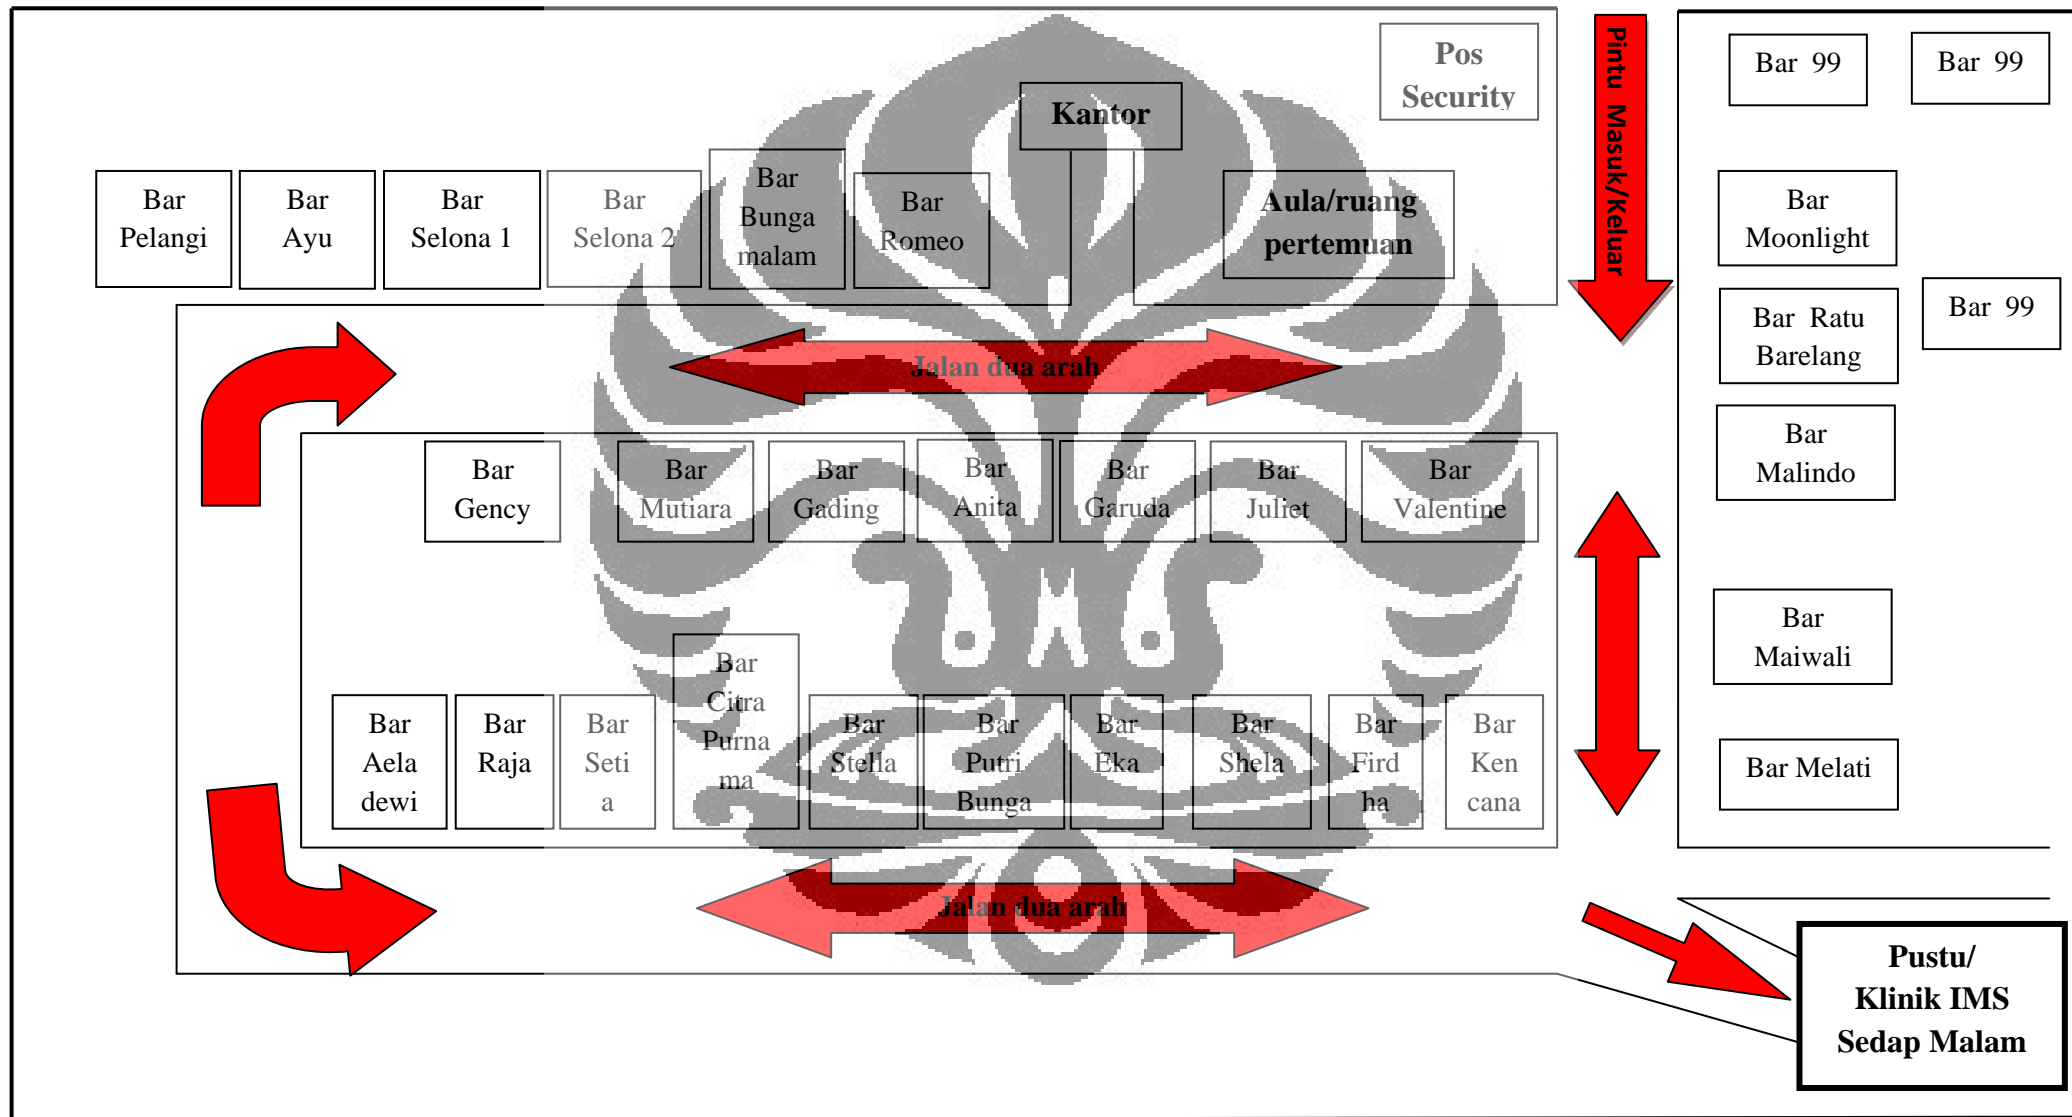 Pos
Security
Kantor
Pintu Masuk/Keluar
Bar 99
Bar 99
Bar
Pelangi
Bar
Ayu
Bar
Selona 1
Bar
Selona 2
Bar
Bunga
malam
Bar
Romeo
Aula/ruang
pertemuan
Bar
Moonlight
Bar Ratu
Barelang
Bar 99
Jalan dua arah
Bar
Malindo
Bar
Gency
Bar
Mutiara
Bar
Gading
Bar
Anita
Bar
Garuda
Bar
Juliet
Bar
Valentine
Bar
Maiwali
Bar
Aela
dewi
Bar
Raja
Bar
Seti
a
Bar
Citra
Purna
ma
Bar
Stella
Bar
Putri
Bunga
Bar
Eka
Bar
Shela
Bar
Fird
ha
Bar
Ken
cana
Bar Melati
Jalan dua arah
Pustu/
Klinik IMS
Sedap Malam